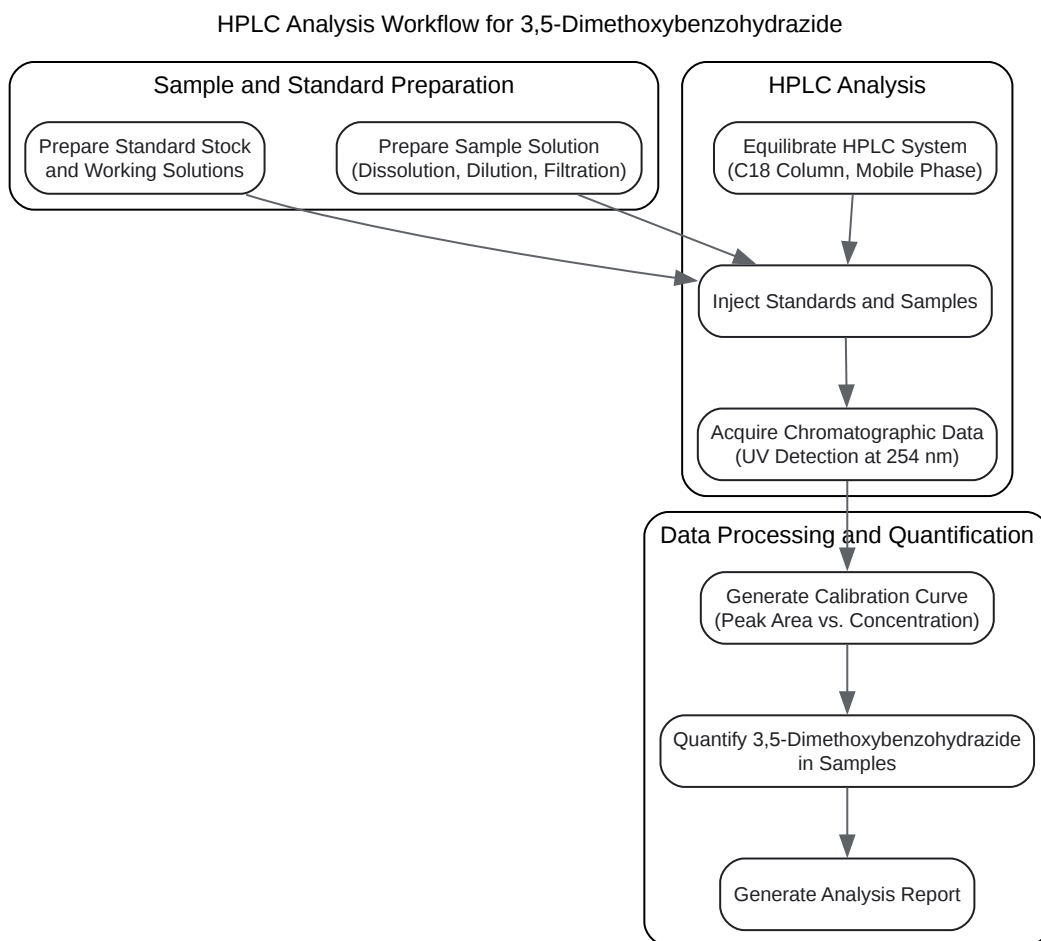 HPLC Analysis Workflow for 3,5-Dimethoxybenzohydrazide
Sample and Standard Preparation
Prepare Standard Stock
and Working Solutions
Prepare Sample Solution
(Dissolution, Dilution, Filtration)
HPLC Analysis
Equilibrate HPLC System
(C18 Column, Mobile Phase)
Inject Standards and Samples
Acquire Chromatographic Data
(UV Detection at 254 nm)
Data Processing and Quantification
Generate Calibration Curve
(Peak Area vs. Concentration)
Quantify 3,5-Dimethoxybenzohydrazide
in Samples
Generate Analysis Report